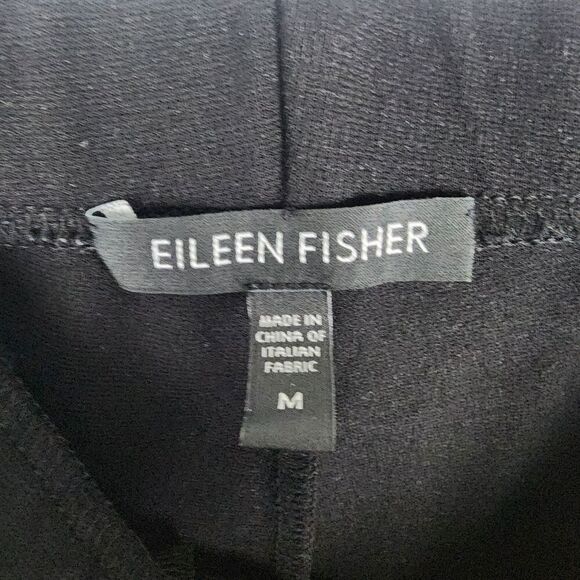 EILEEN FISHER
MADE IN
CHINA OF
ITALIAN
FABRIC
M